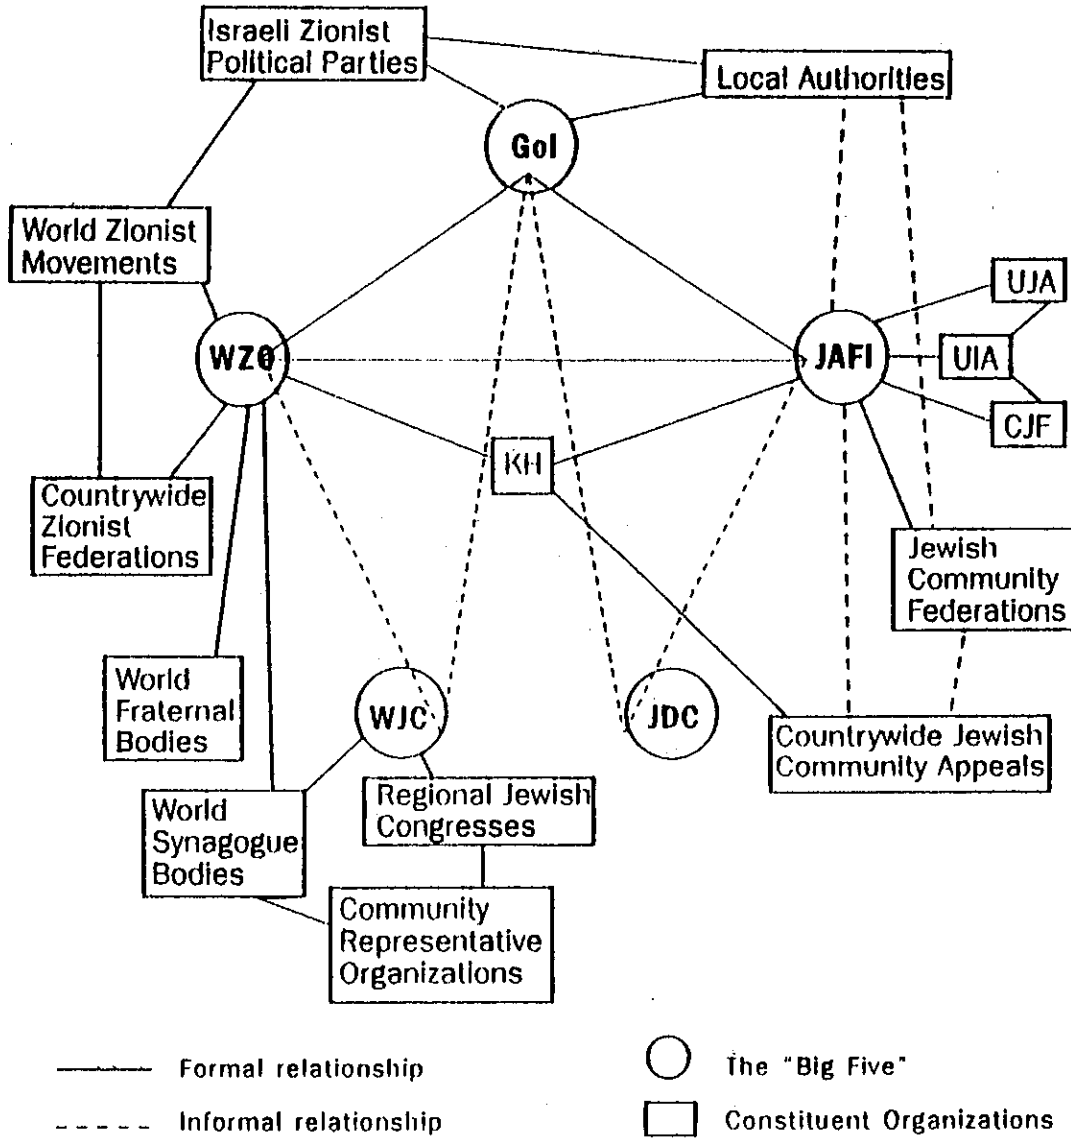 Israeli Zionist
Political Parties
Local Authorities
GoI
World Zionist
Movements
UJA
WZO
JAFI
UIA
CJF
KH
Countrywide
Zionist
Federations
Jewish
Community
Federations
World
Fraternal
Bodies
WJC
JDC
Countrywide Jewish
Community Appeals
World
Synagogue
Bodies
Regional Jewish
Congresses
Community
Representative
Organizations
Formal relationship
The "Big Five"
Informal relationship
Constituent Organizations